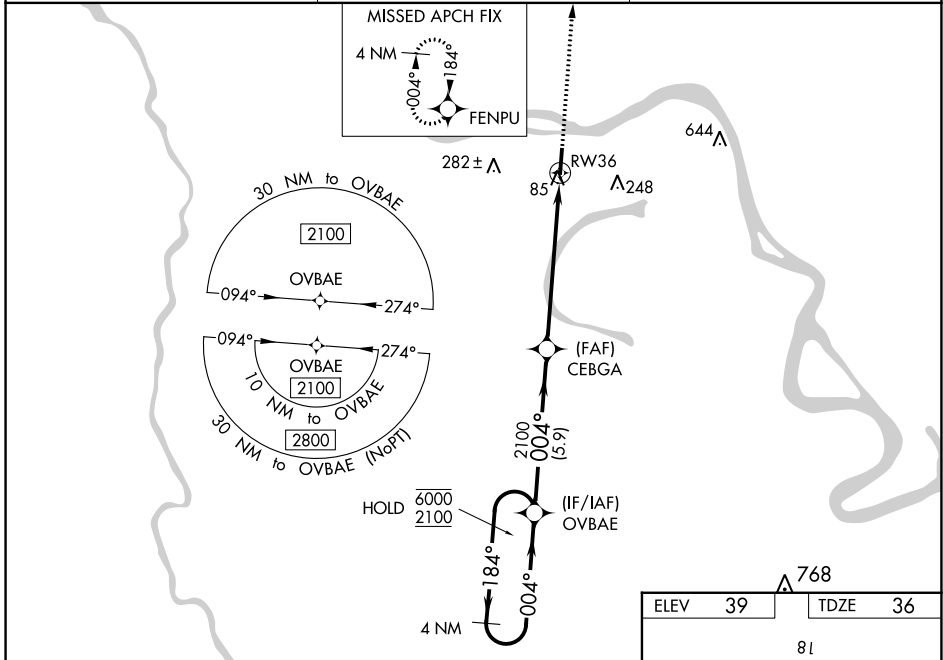 MISSED APCH FIX
4 NM
004°
184°
FENPU
644
282 ±
RW36
85
248
30 NM to OVBAE
2100
OVBAE
094°
274°
094°
274°
OVBAE
2100
10 NM to OVBAE
2800
30 NM to OVBAE (NoPT)
(FAF)
CEBGA
2100
004°
(5.9)
HOLD
6000
2100
(IF/IAF)
OVBAE
184°
004°
4 NM
768
ELEV 39
TDZE 36
18